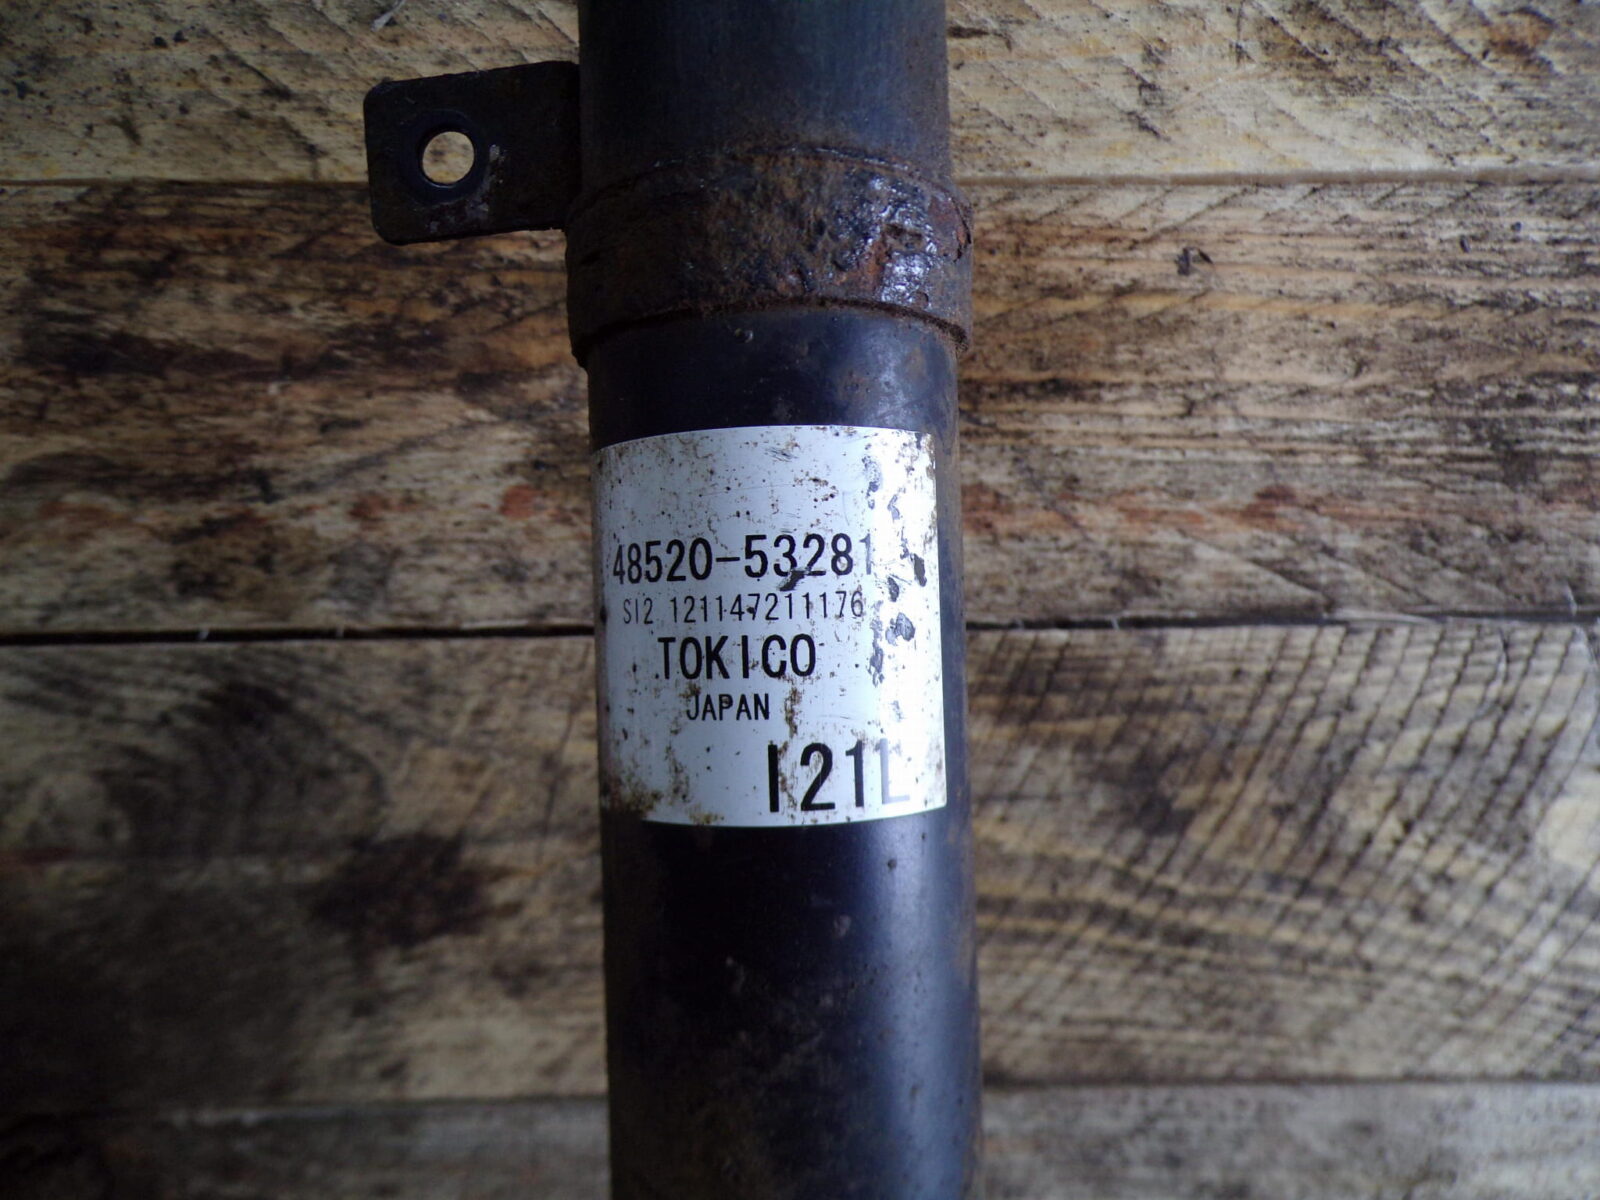 48520-53281
SI2 121147211176
TOKICO
JAPAN
I21L